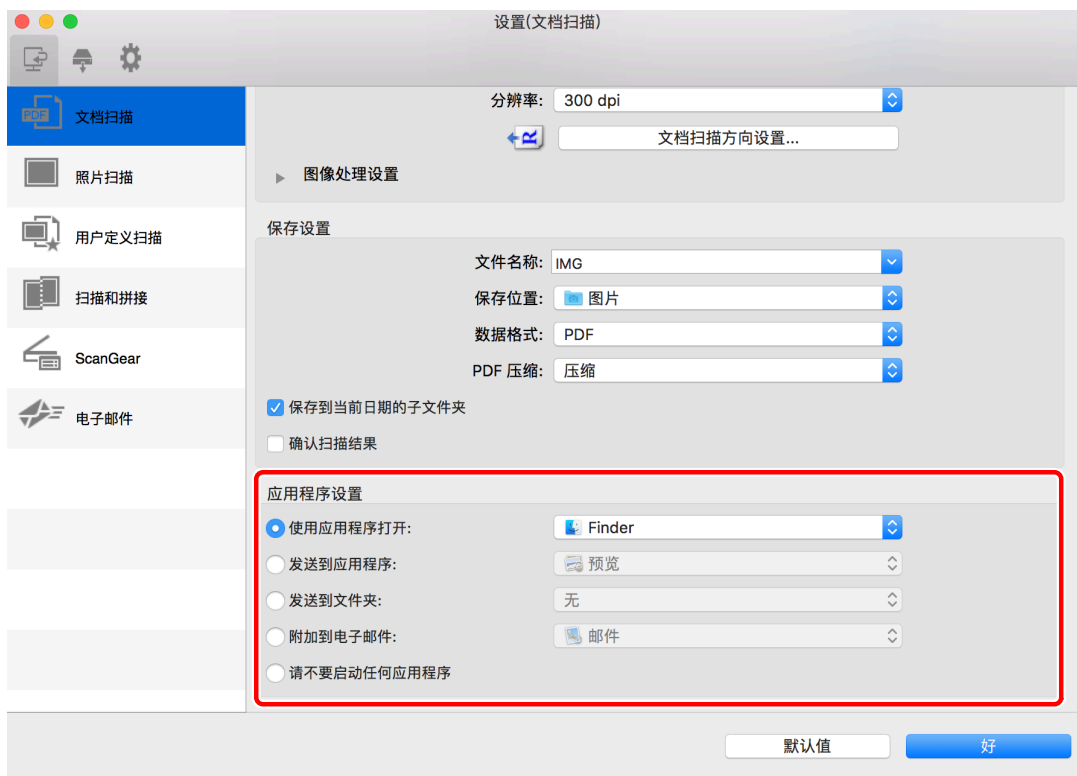 设置(文档扫描)
PDF 文档扫描
照片扫描
用户定义扫描
扫描和拼接
ScanGear
电子邮件
分辨率: 300 dpi
R 文档扫描方向设置...
图像处理设置
保存设置
文件名称: IMG
保存位置: 图片
数据格式: PDF
PDF 压缩: 压缩
保存到当前日期的子文件夹
确认扫描结果
应用程序设置
使用应用程序打开: Finder
发送到应用程序: 预览
发送到文件夹: 无
附加到电子邮件: 邮件
请不要启动任何应用程序
默认值 好